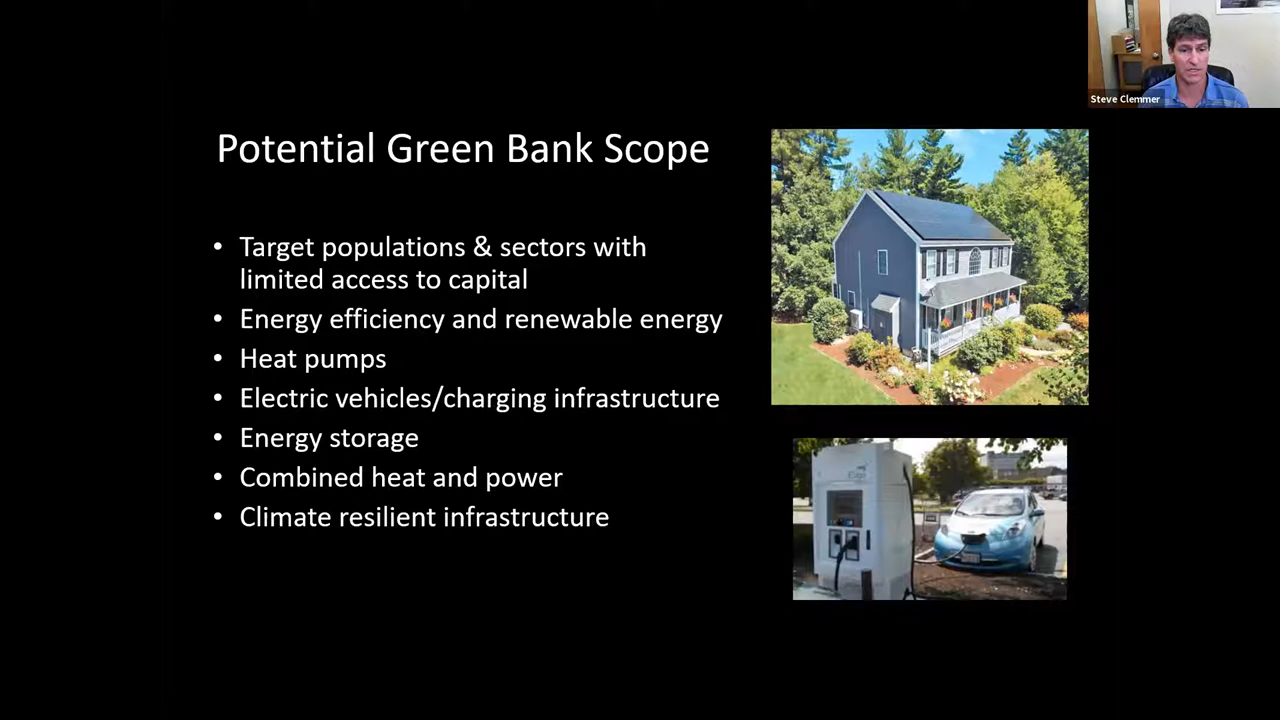 Steve Clemmer
Potential Green Bank Scope
• Target populations & sectors with
limited access to capital
• Energy efficiency and renewable energy
• Heat pumps
• Electric vehicles/charging infrastructure
• Energy storage
• Combined heat and power
• Climate resilient infrastructure